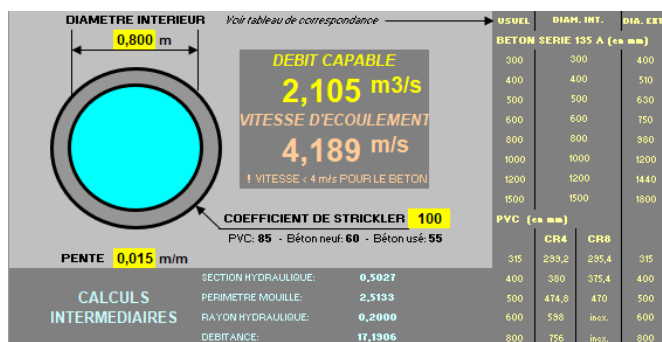 DIAMETRE INTERIEUR
0,800 m
Voir tableau de correspondance
DEBIT CAPABLE
2,105 m3/s
VITESSE D'ECOULEMENT
4,189 m/s
! VITESSE < 4 m/s POUR LE BETON
COEFFICIENT DE STRICKLER 100
PVC: 85 - Béton neuf: 60 - Béton usé: 55
PENTE 0,015 m/m
CALCULS
INTERMEDIAIRES
SECTION HYDRAULIQUE: 0,5027
PERIMETRE MOUILLE: 2,5133
RAYON HYDRAULIQUE: 0,2000
DEBITANCE: 17,1906
USUEL DIAM. INT. DIA. EXT
BETON SERIE 135 A (en mm)
300 300 400
400 400 510
500 500 630
600 600 750
800 800 980
1000 1000 1200
1200 1200 1440
1500 1500 1800
PVC (en mm)
CR4 CR8
315 299,2 295,4 315
400 380 375,4 400
500 474,8 470 500
600 598 inex. 600
800 756 inex. 800